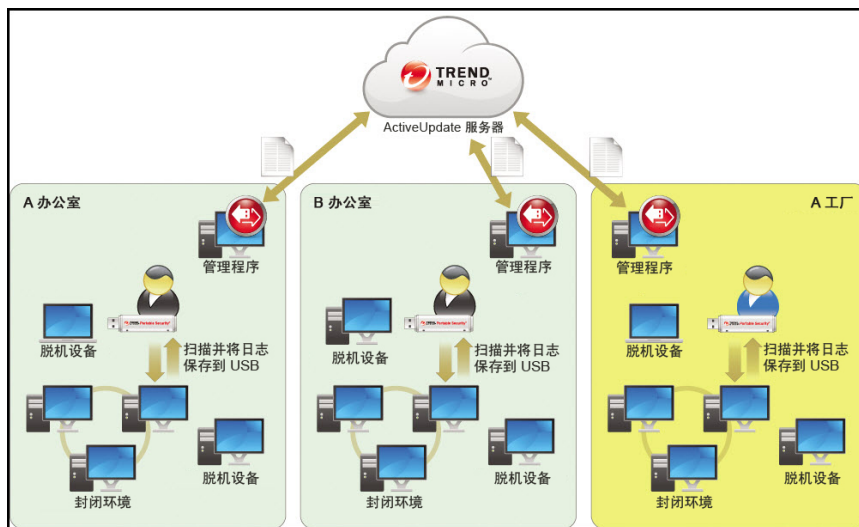 TREND
MICRO™
ActiveUpdate 服务器
A 办公室
管理程序
脱机设备
扫描并将日志
保存到 USB
脱机设备
封闭环境
B 办公室
管理程序
脱机设备
扫描并将日志
保存到 USB
脱机设备
封闭环境
A 工厂
管理程序
脱机设备
扫描并将日志
保存到 USB
脱机设备
封闭环境